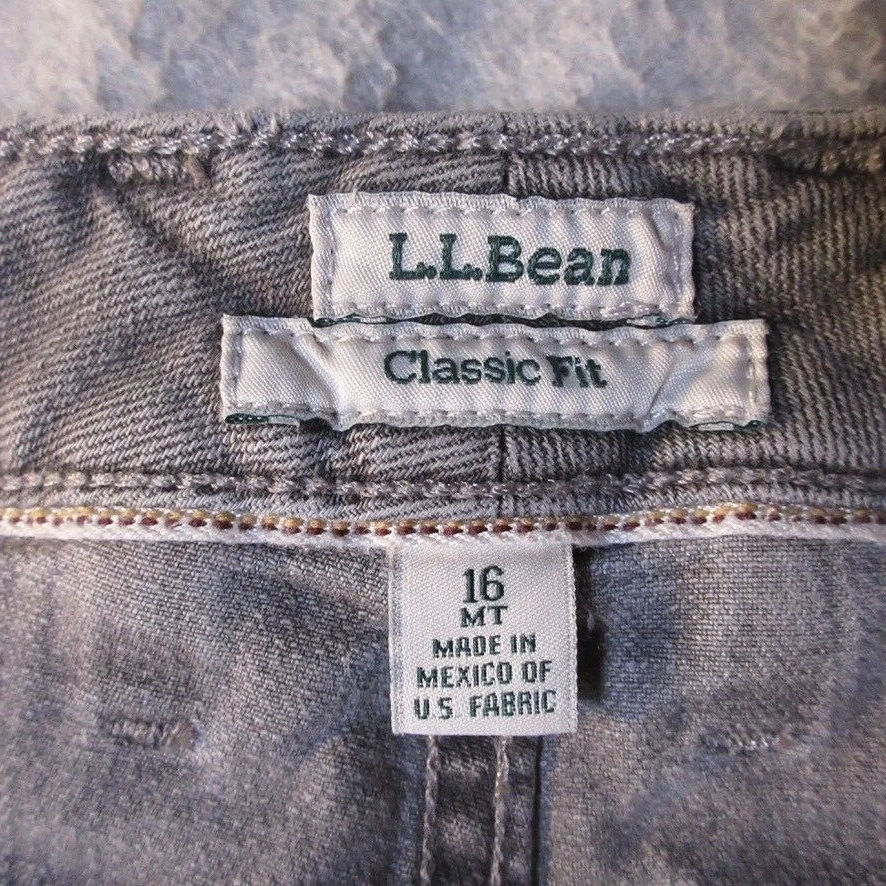 L.L.Bean
Classic Fit
16
MT
MADE IN
MEXICO OF
U S FABRIC